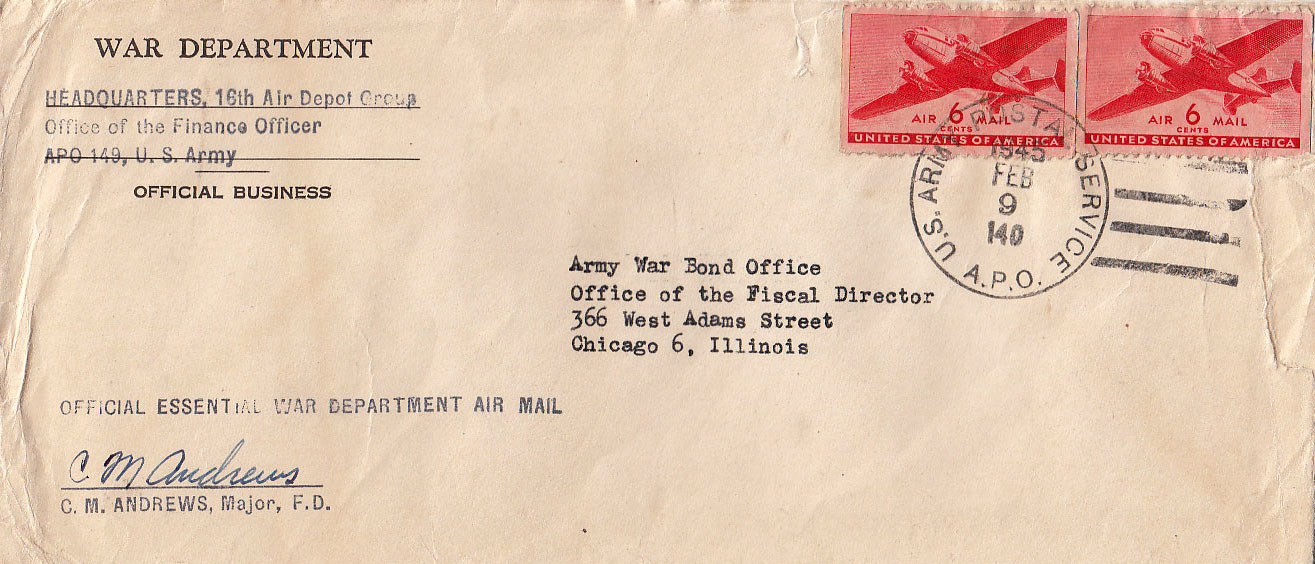 WAR DEPARTMENT
HEADQUARTERS, 16th Air Depot Group
Office of the Finance Officer
APO 149, U. S. Army
OFFICIAL BUSINESS
AIR 6 MAIL
CENTS
UNITED STATES OF AMERICA
AIR 6 MAIL
CENTS
UNITED STATES OF AMERICA
U.S. ARMY POSTAL SERVICE
1945
FEB
9
140
A.P.O.
Army War Bond Office
Office of the Fiscal Director
366 West Adams Street
Chicago 6, Illinois
OFFICIAL ESSENTIAL WAR DEPARTMENT AIR MAIL
C M Andrews
C. M. ANDREWS, Major, F.D.